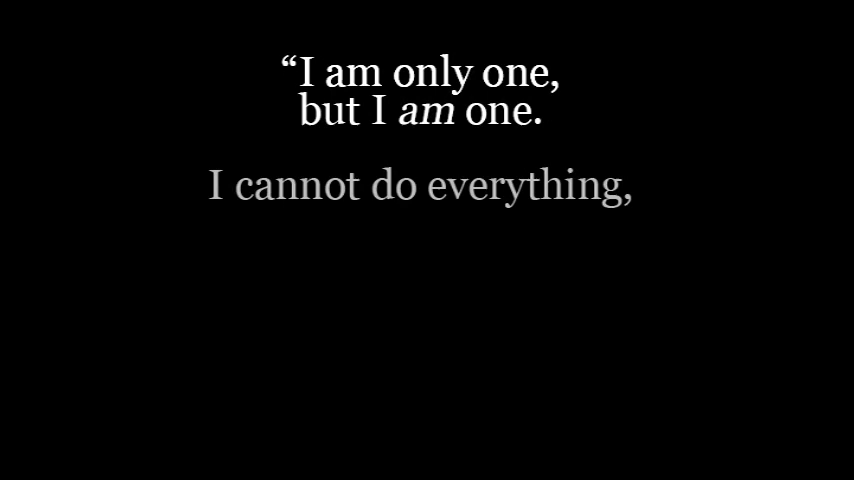 “I am only one,
but I am one.
I cannot do everything,